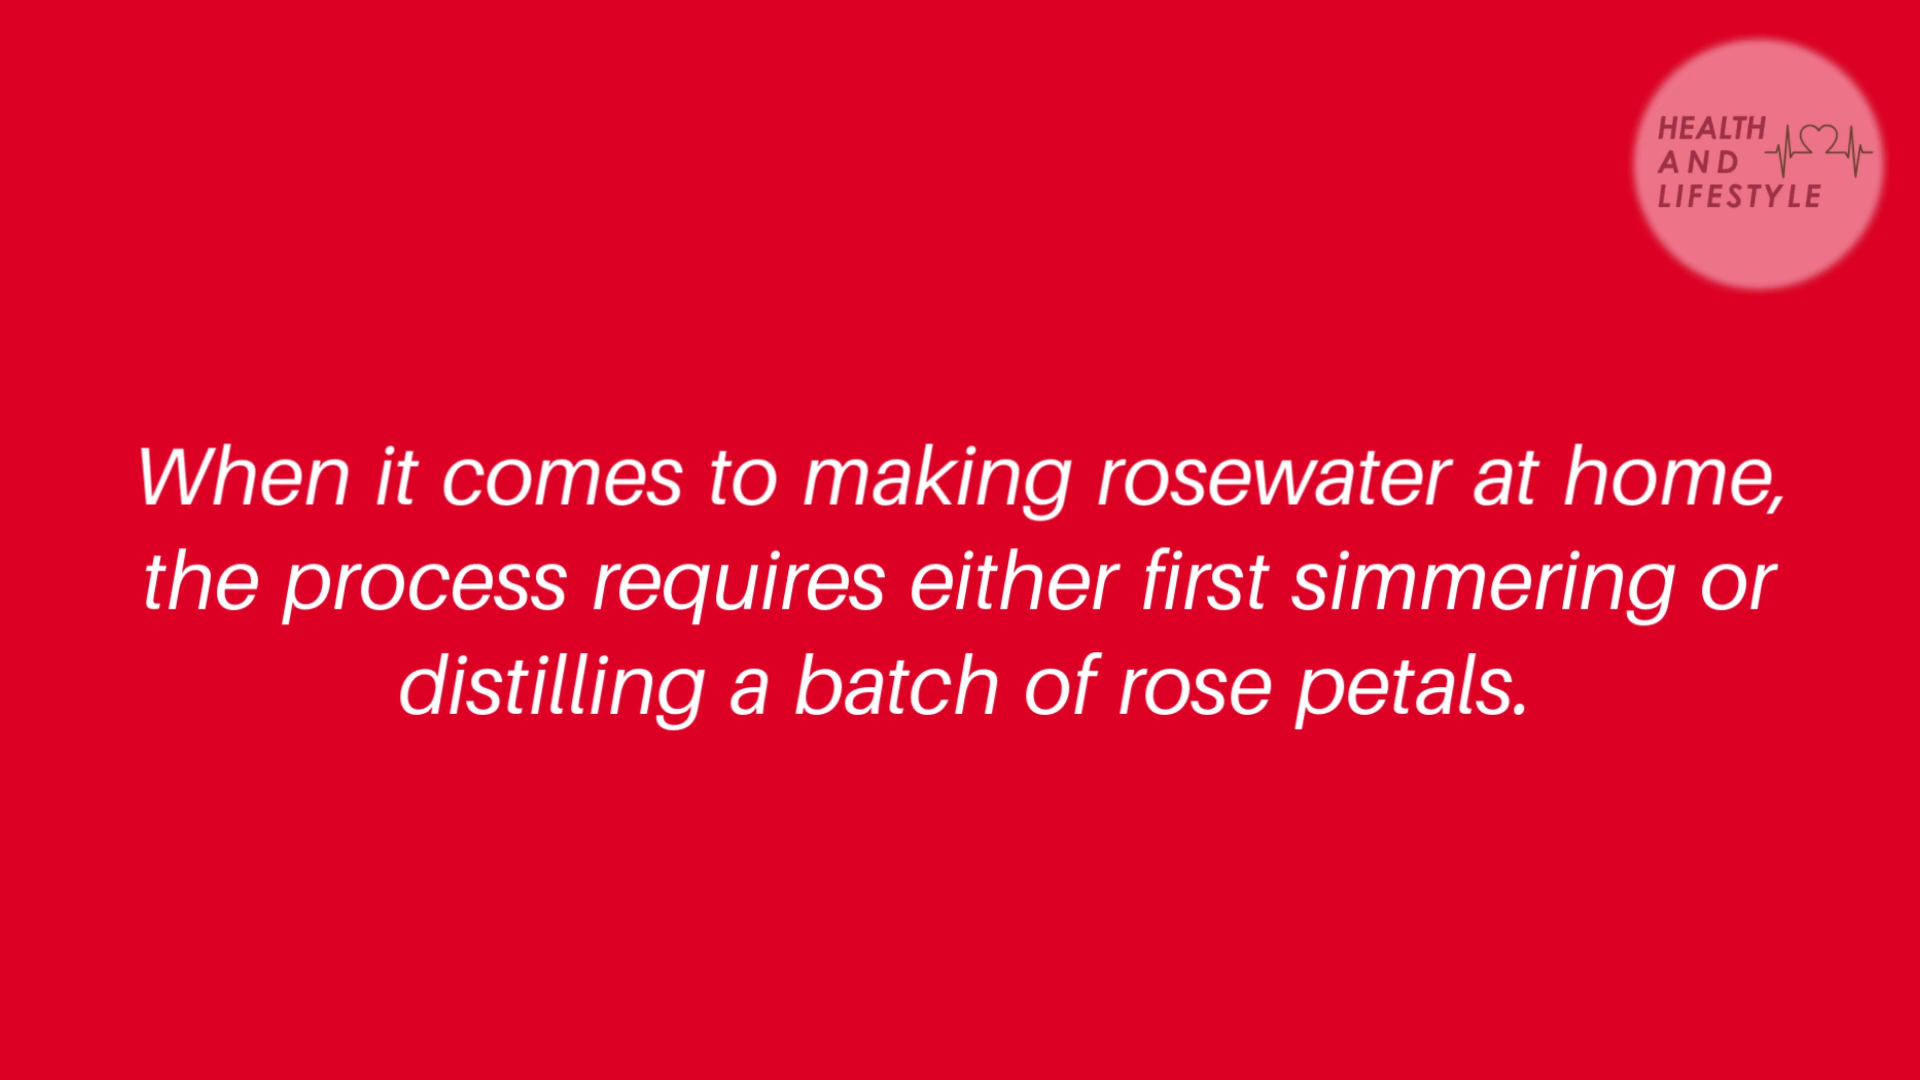 HEALTH
AND
LIFESTYLE
When it comes to making rosewater at home,
the process requires either first simmering or
distilling a batch of rose petals.